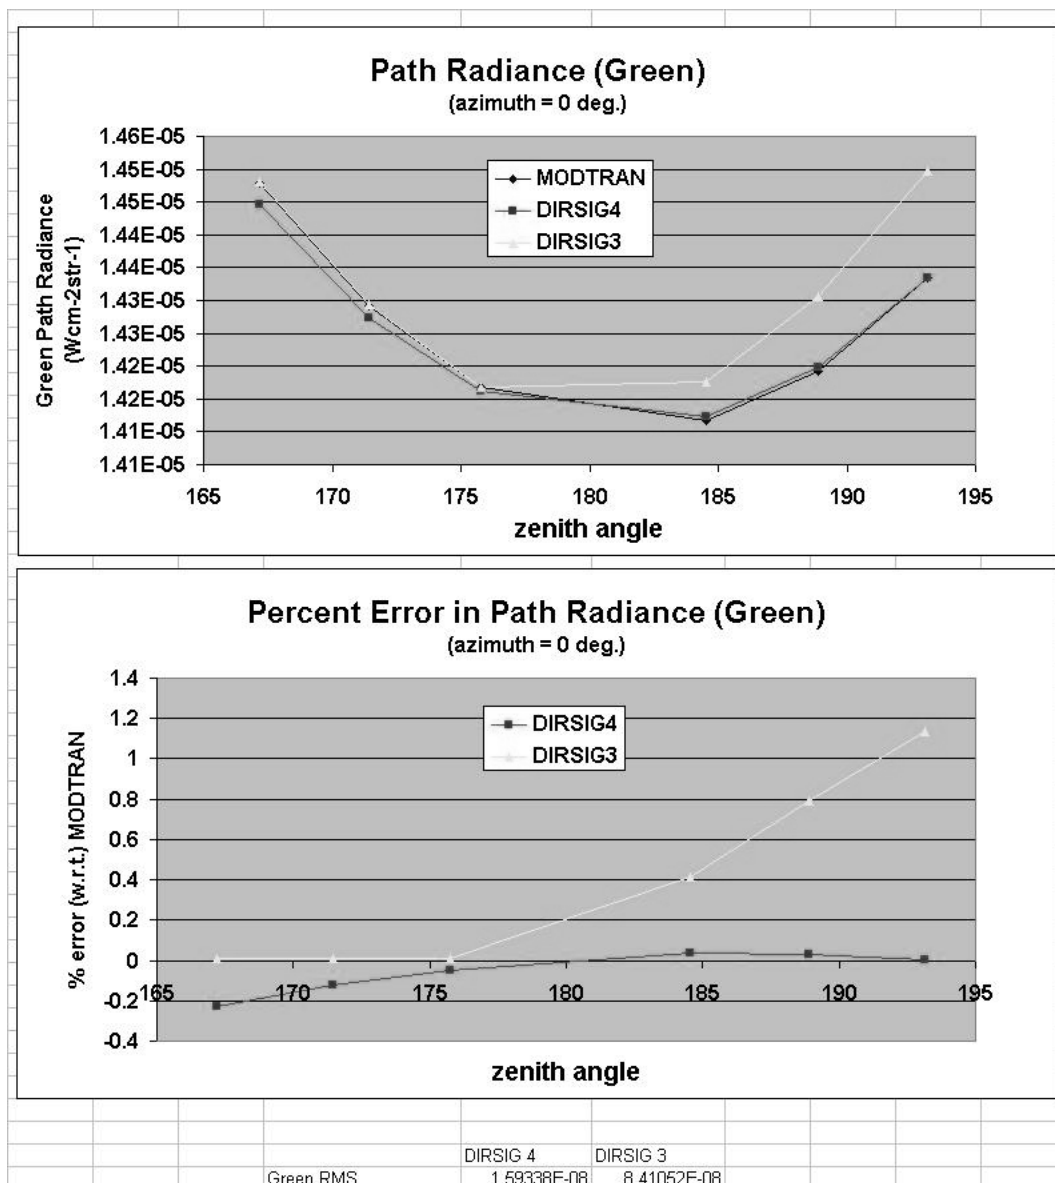 Path Radiance (Green)
(azimuth = 0 deg.)
Green Path Radiance
(Wcm-2str-1)
1.46E-05
1.45E-05
1.45E-05
1.44E-05
1.44E-05
1.43E-05
1.43E-05
1.42E-05
1.42E-05
1.41E-05
1.41E-05
MODTRAN
DIRSIG4
DIRSIG3
165 170 175 180 185 190 195
zenith angle
Percent Error in Path Radiance (Green)
(azimuth = 0 deg.)
% error (w.r.t.) MODTRAN
1.4
1.2
1
0.8
0.6
0.4
0.2
0
-0.2
-0.4
DIRSIG4
DIRSIG3
165 170 175 180 185 190 195
zenith angle
DIRSIG 4 DIRSIG 3
Green RMS 1.59338E-08 8.41052E-08